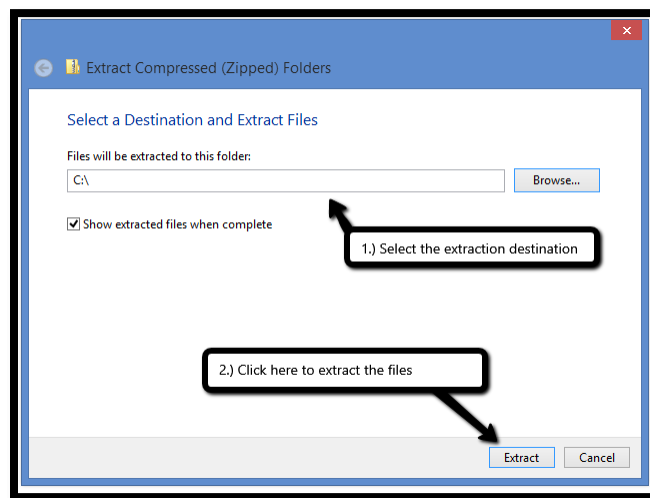 Extract Compressed (Zipped) Folders
Select a Destination and Extract Files
Files will be extracted to this folder:
C:\
Browse...
Show extracted files when complete
1.) Select the extraction destination
2.) Click here to extract the files
Extract
Cancel